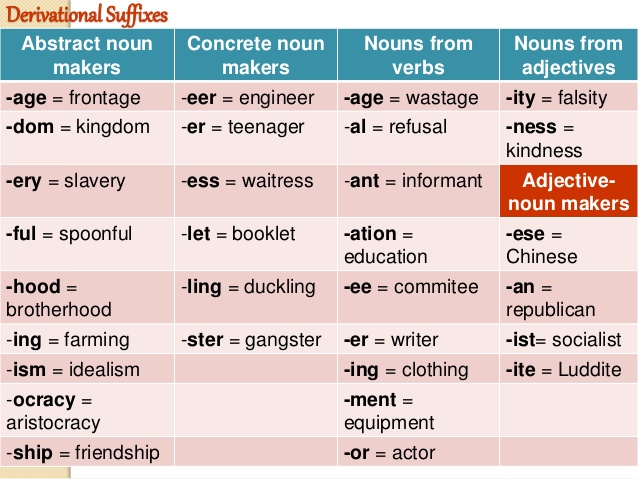 Derivational Suffixes
Abstract noun makers
Concrete noun makers
Nouns from verbs
Nouns from adjectives
-age = frontage
-eer = engineer
-age = wastage
-ity = falsity
-dom = kingdom
-er = teenager
-al = refusal
-ness = kindness
-ery = slavery
-ess = waitress
-ant = informant
Adjective-noun makers
-ful = spoonful
-let = booklet
-ation = education
-ese = Chinese
-hood = brotherhood
-ling = duckling
-ee = commitee
-an = republican
-ing = farming
-ster = gangster
-er = writer
-ist= socialist
-ism = idealism
-ing = clothing
-ite = Luddite
-ocracy = aristocracy
-ment = equipment
-ship = friendship
-or = actor